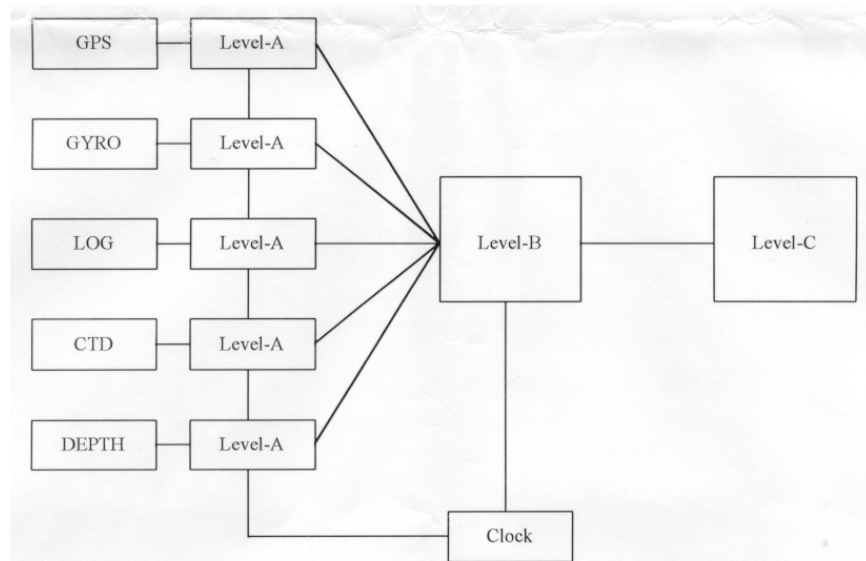 GPS
Level-A
GYRO
Level-A
LOG
Level-A
Level-B
Level-C
CTD
Level-A
DEPTH
Level-A
Clock